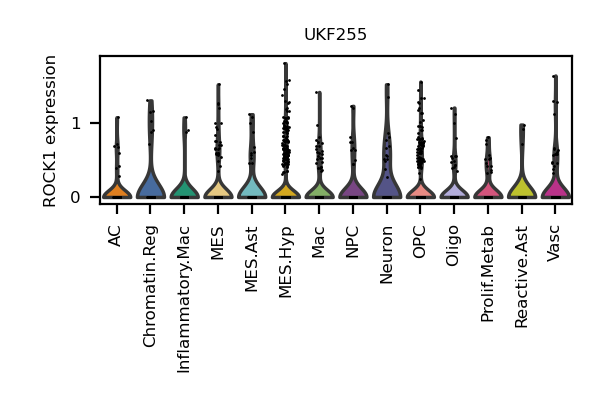 UKF255
ROCK1 expression
1
0
AC
Chromatin.Reg
Inflammatory.Mac
MES
MES.Ast
MES.Hyp
Mac
NPC
Neuron
OPC
Oligo
Prolif.Metab
Reactive.Ast
Vasc